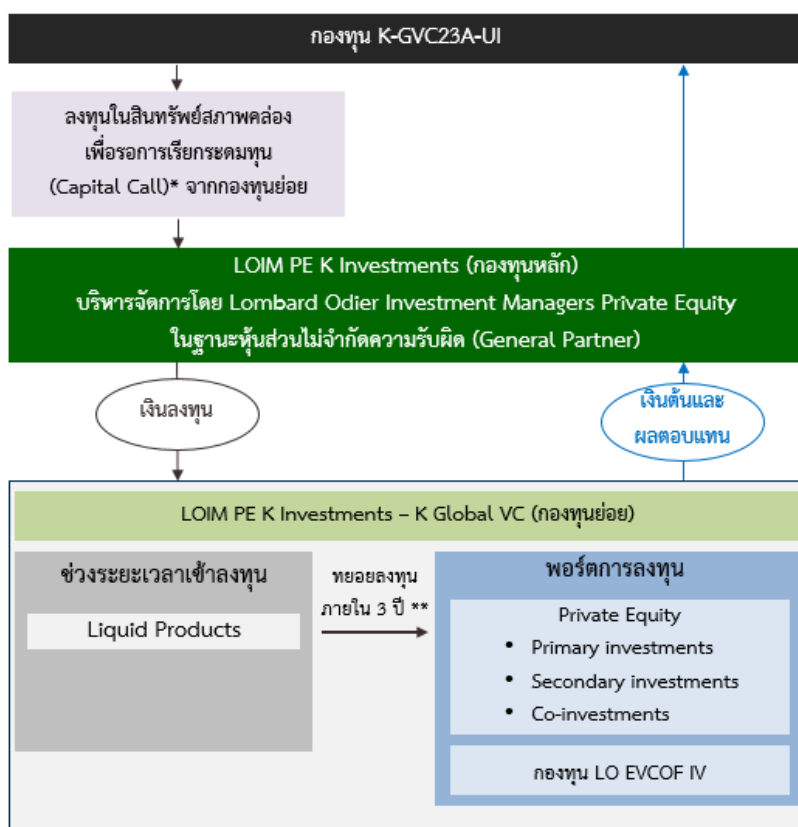 กองทุน K-GVC23A-UI
ลงทุนในสินทรัพย์สภาพคล่อง
เพื่อรอการเรียกระดมทุน
(Capital Call)* จากกองทุนย่อย
LOIM PE K Investments (กองทุนหลัก)
บริหารจัดการโดย Lombard Odier Investment Managers Private Equity
ในฐานะหุ้นส่วนไม่จำกัดความรับผิด (General Partner)
เงินลงทุน
เงินต้นและ
ผลตอบแทน
LOIM PE K Investments – K Global VC (กองทุนย่อย)
ช่วงระยะเวลาเข้าลงทุน
Liquid Products
ทยอยลงทุน
ภายใน 3 ปี **
พอร์ตการลงทุน
Private Equity
• Primary investments
• Secondary investments
• Co-investments
กองทุน LO EVCOF IV